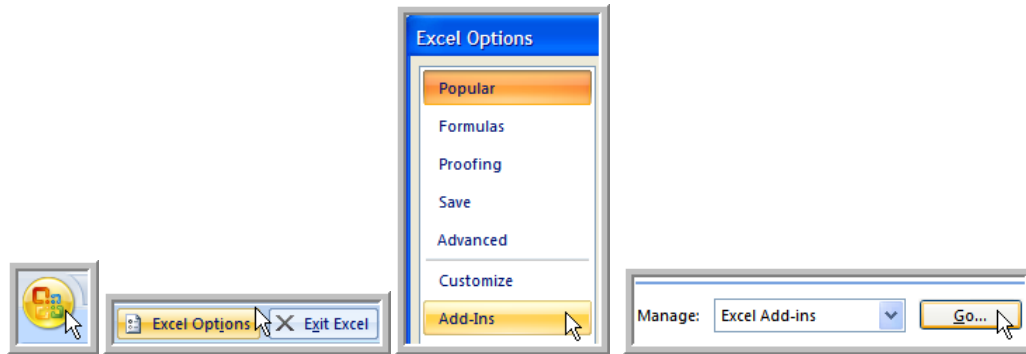 Excel Options
Exit Excel
Excel Options
Popular
Formulas
Proofing
Save
Advanced
Customize
Add-Ins
Manage:
Excel Add-ins
Go...